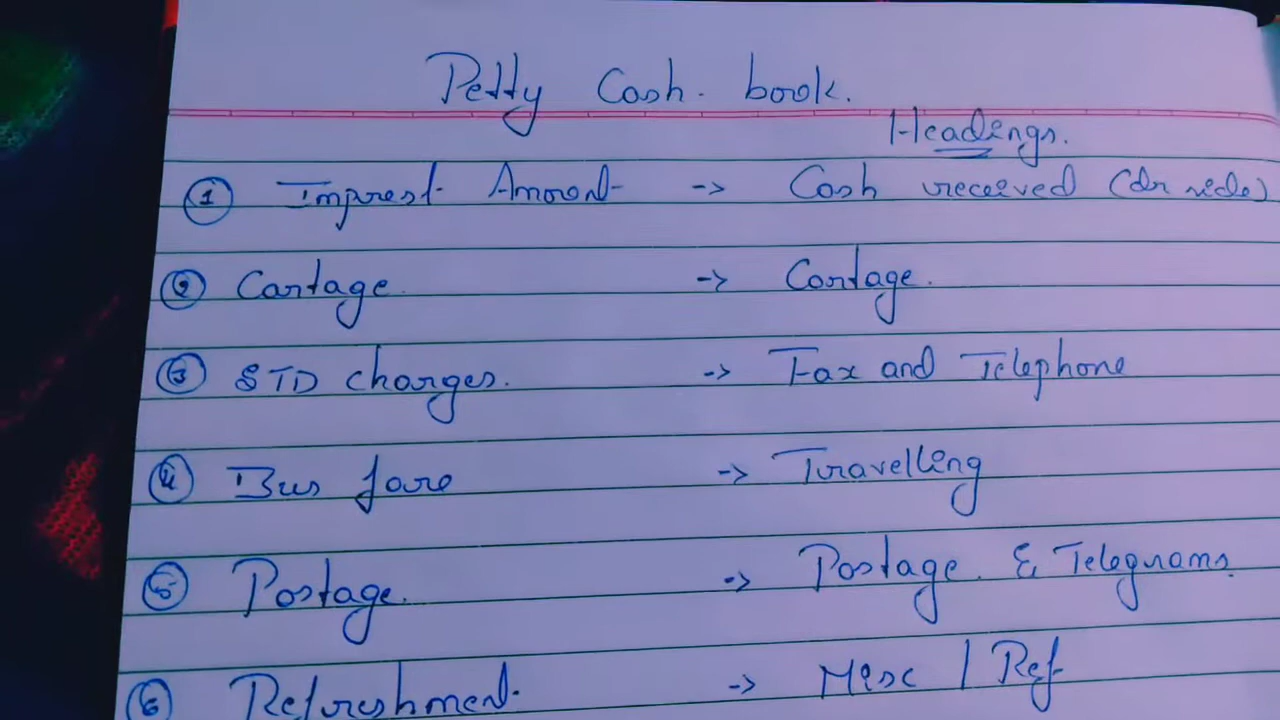 Petty Cash. book.
Headings.
1 Imprest Amount -> Cash received (dr side)
2 Cartage. -> Cartage.
3 STD charges. -> Fax and Telephone
4 Bus fare -> Travelling
5 Postage. -> Postage. & Telegrams.
6 Refreshment. -> Misc / Ref